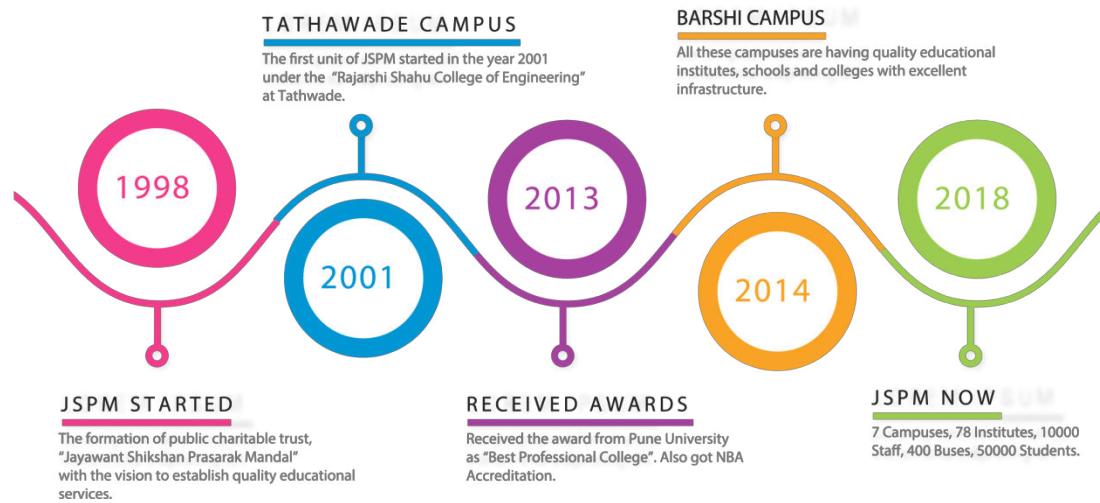 TATHAWADE CAMPUS
The first unit of JSPM started in the year 2001
under the "Rajarshi Shahu College of Engineering"
at Tathwade.
BARSHI CAMPUS
All these campuses are having quality educational
institutes, schools and colleges with excellent
infrastructure.
1998
2001
2013
2014
2018
JSPM STARTED
The formation of public charitable trust,
"Jayawant Shikshan Prasarak Mandal"
with the vision to establish quality educational
services.
RECEIVED AWARDS
Received the award from Pune University
as "Best Professional College". Also got NBA
Accreditation.
JSPM NOW
7 Campuses, 78 Institutes, 10000
Staff, 400 Buses, 50000 Students.